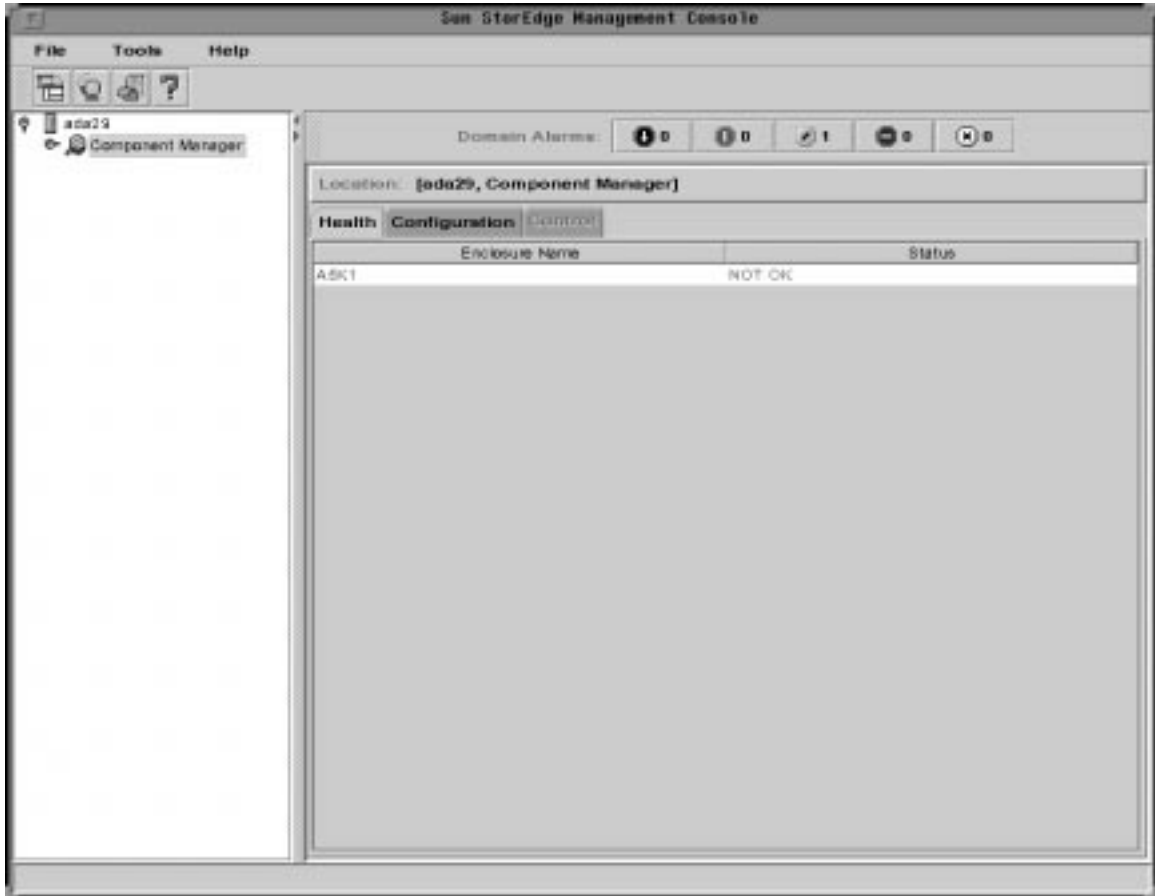 Sun StorEdge Management Console
File Tools Help
?
ada29
Component Manager
Domain Alarms: 0 0 1 0 0
Location: [ada29, Component Manager]
Health Configuration Control
Enclosure Name Status
A5K1 NOT OK